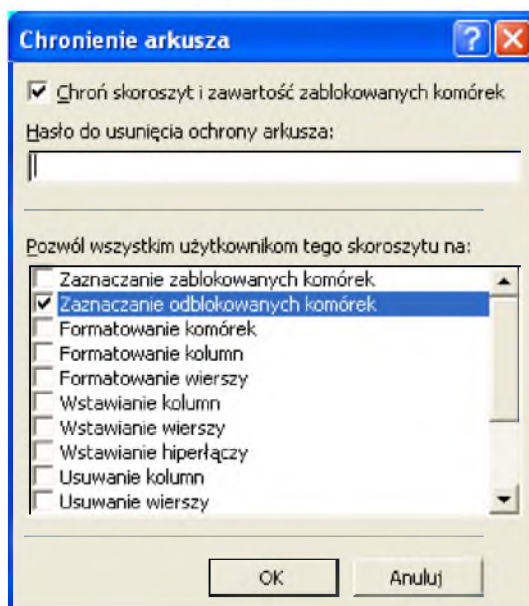 Chronienie arkusza
Chroń skoroszyt i zawartość zablokowanych komórek
Hasło do usunięcia ochrony arkusza:
Pozwól wszystkim użytkownikom tego skoroszytu na:
Zaznaczanie zablokowanych komórek
Zaznaczanie odblokowanych komórek
Formatowanie komórek
Formatowanie kolumn
Formatowanie wierszy
Wstawianie kolumn
Wstawianie wierszy
Wstawianie hiperłączy
Usuwanie kolumn
Usuwanie wierszy
OK Anuluj